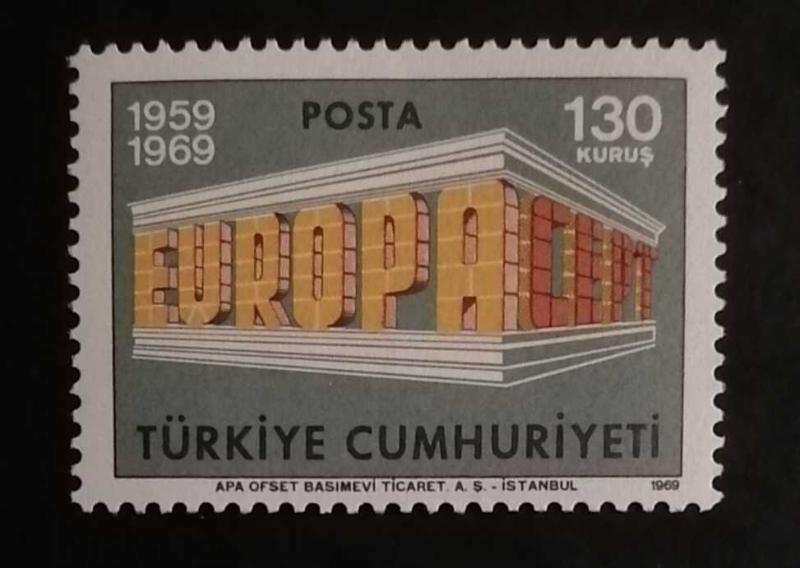 1959 POSTA 130
1969 KURUŞ
EUROPA CEPT
TÜRKİYE CUMHURİYETİ
APA OFSET BASIMEVİ TİCARET. A. Ş. - İSTANBUL 1969